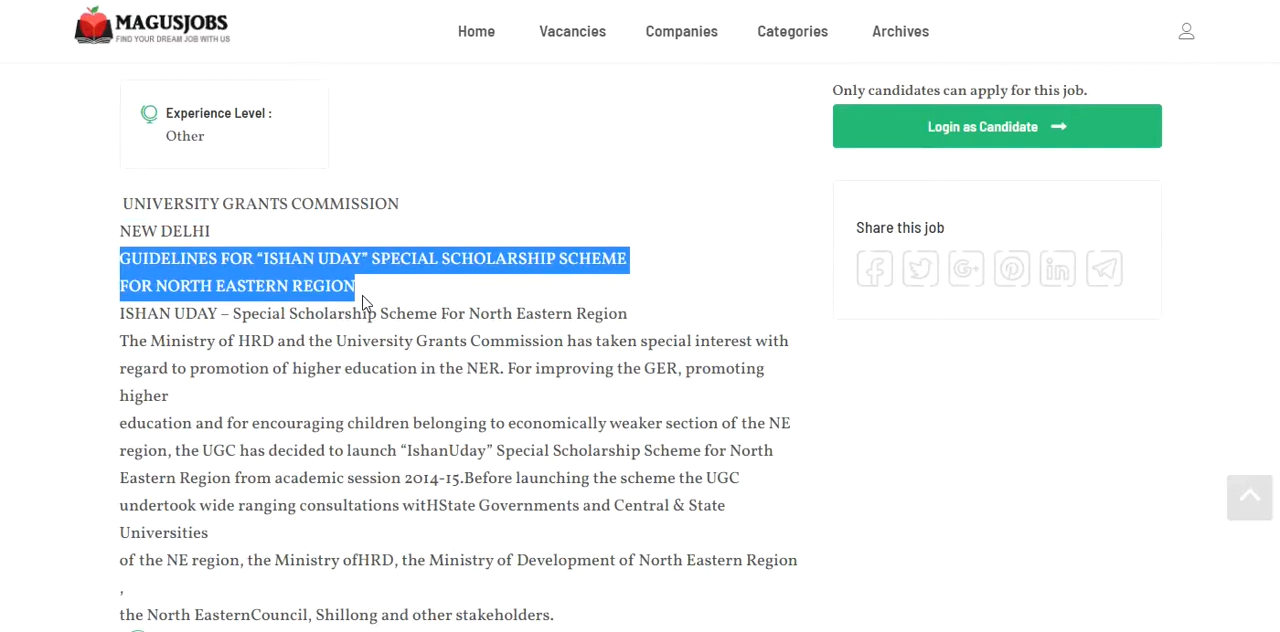 MAGUSJOBS
FIND YOUR DREAM JOB WITH US
Home Vacancies Companies Categories Archives
Experience Level :
Other
Only candidates can apply for this job.
Login as Candidate
Share this job
UNIVERSITY GRANTS COMMISSION
NEW DELHI
GUIDELINES FOR “ISHAN UDAY” SPECIAL SCHOLARSHIP SCHEME
FOR NORTH EASTERN REGION
ISHAN UDAY – Special Scholarship Scheme For North Eastern Region
The Ministry of HRD and the University Grants Commission has taken special interest with
regard to promotion of higher education in the NER. For improving the GER, promoting
higher
education and for encouraging children belonging to economically weaker section of the NE
region, the UGC has decided to launch “IshanUday” Special Scholarship Scheme for North
Eastern Region from academic session 2014-15.Before launching the scheme the UGC
undertook wide ranging consultations witHState Governments and Central & State
Universities
of the NE region, the Ministry ofHRD, the Ministry of Development of North Eastern Region
,
the North EasternCouncil, Shillong and other stakeholders.